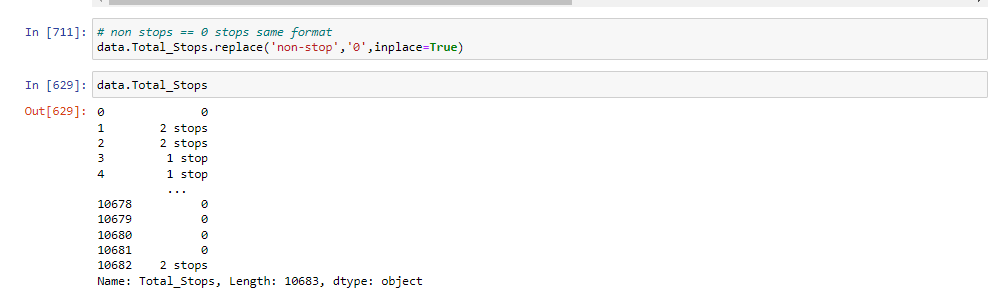 In [711]: # non stops == 0 stops same format
data.Total_Stops.replace('non-stop','0',inplace=True)
In [629]: data.Total_Stops
Out[629]: 0 0
1 2 stops
2 2 stops
3 1 stop
4 1 stop
...
10678 0
10679 0
10680 0
10681 0
10682 2 stops
Name: Total_Stops, Length: 10683, dtype: object